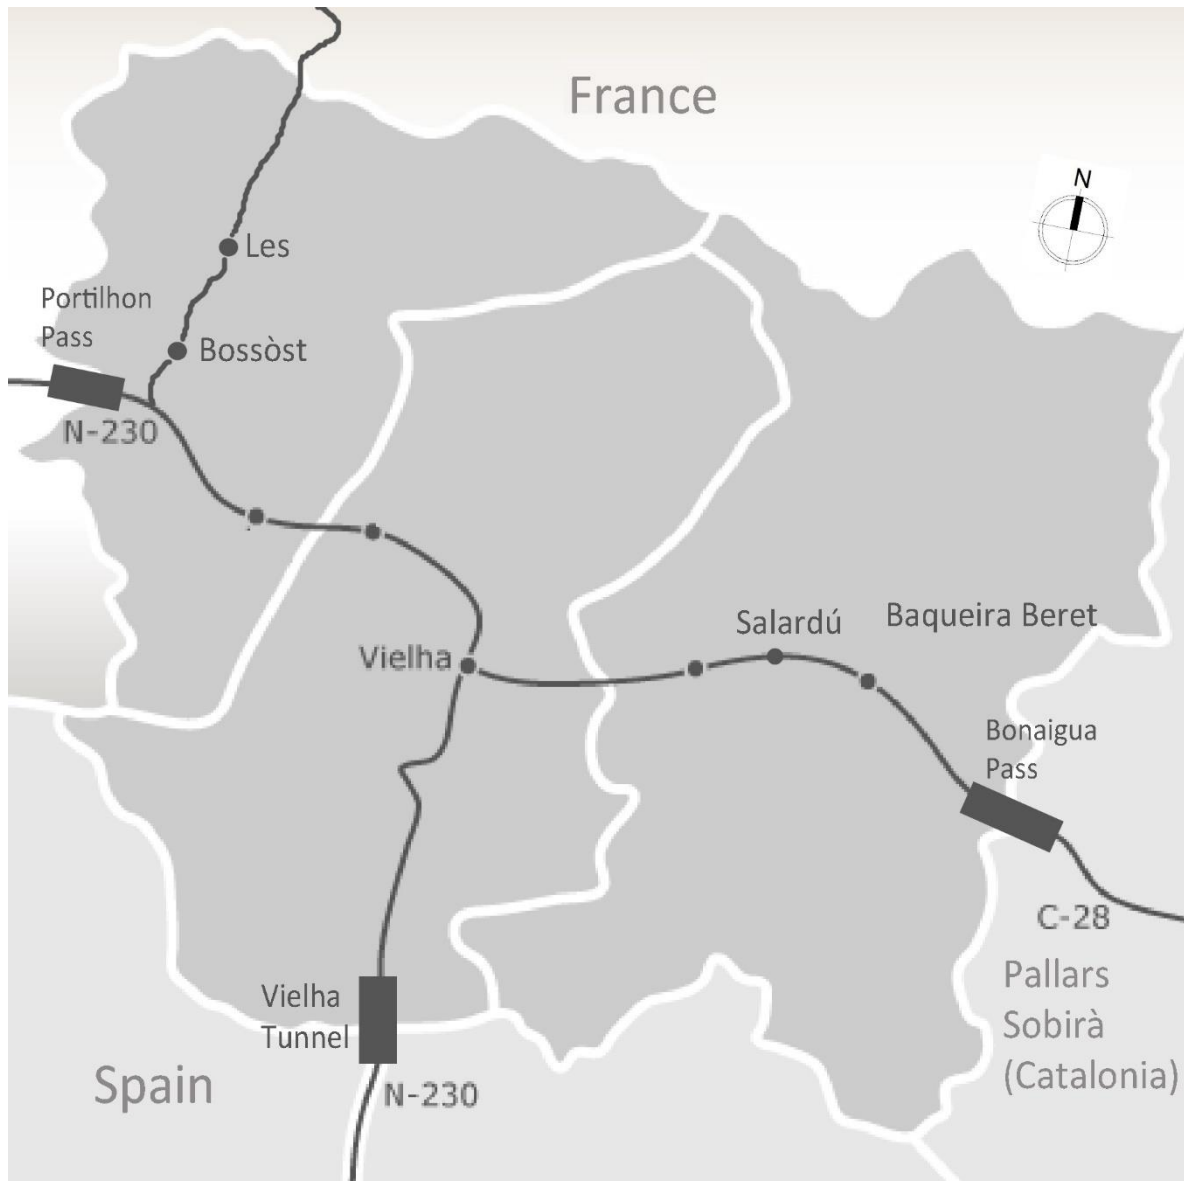 France
N
Les
Portilhon
Pass
Bossòst
N-230
Salardú
Baqueira Beret
Vielha
Bonaigua
Pass
C-28
Vielha
Tunnel
Pallars
Sobirà
(Catalonia)
Spain
N-230